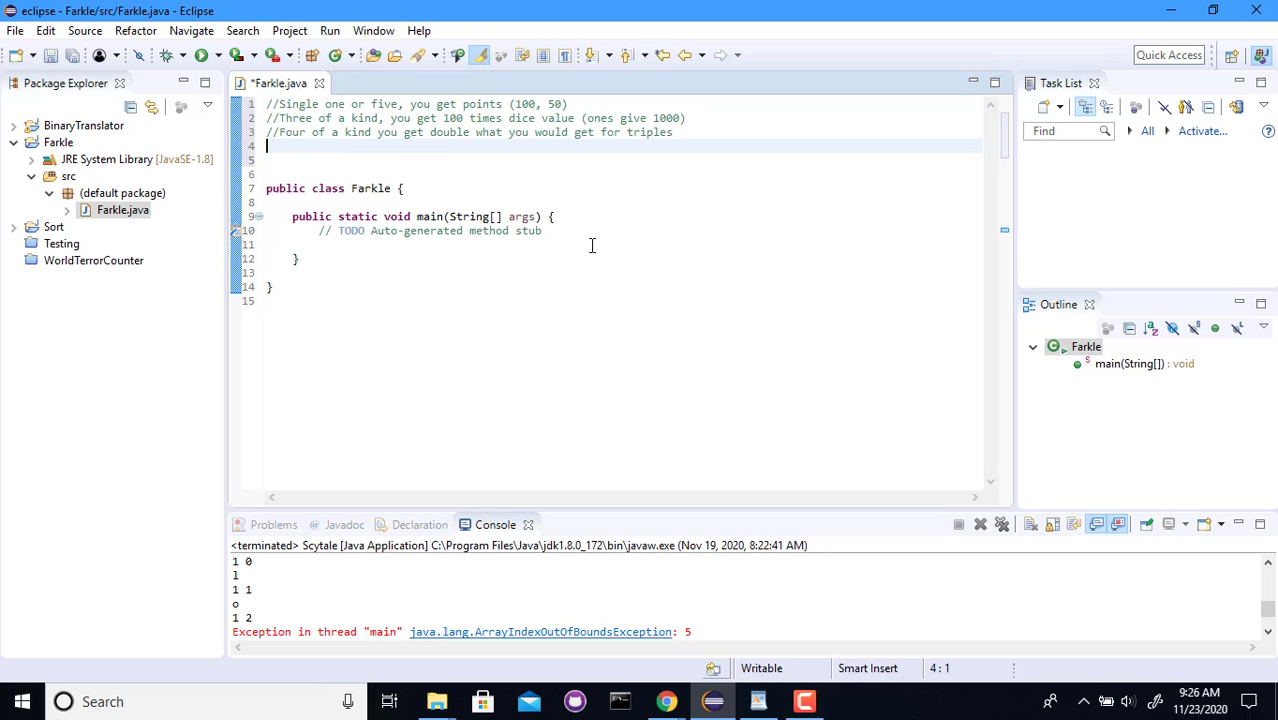 eclipse - Farkle/src/Farkle.java - Eclipse
File Edit Source Refactor Navigate Search Project Run Window Help
Quick Access
Package Explorer
BinaryTranslator
Farkle
JRE System Library [JavaSE-1.8]
src
(default package)
Farkle.java
Sort
Testing
WorldTerrorCounter
*Farkle.java
1 //Single one or five, you get points (100, 50)
2 //Three of a kind, you get 100 times dice value (ones give 1000)
3 //Four of a kind you get double what you would get for triples
4
5
6
7 public class Farkle {
8
9 public static void main(String[] args) {
10 // TODO Auto-generated method stub
11
12 }
13
14 }
15
Task List
Find All Activate...
Outline
Farkle
main(String[]) : void
Problems Javadoc Declaration Console
<terminated> Scytale [Java Application] C:\Program Files\Java\jdk1.8.0_172\bin\javaw.exe (Nov 19, 2020, 8:22:41 AM)
1 0
l
1 1
o
1 2
Exception in thread "main" java.lang.ArrayIndexOutOfBoundsException: 5
Writable Smart Insert 4 : 1
Search
9:26 AM
11/23/2020